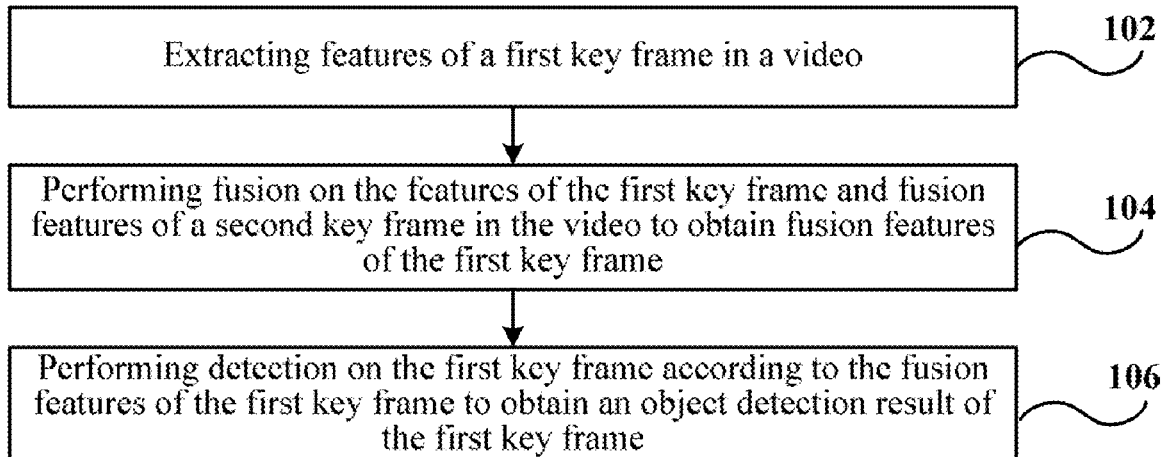 Extracting features of a first key frame in a video
102
Performing fusion on the features of the first key frame and fusion
features of a second key frame in the video to obtain fusion features
of the first key frame
104
Performing detection on the first key frame according to the fusion
features of the first key frame to obtain an object detection result of
the first key frame
106